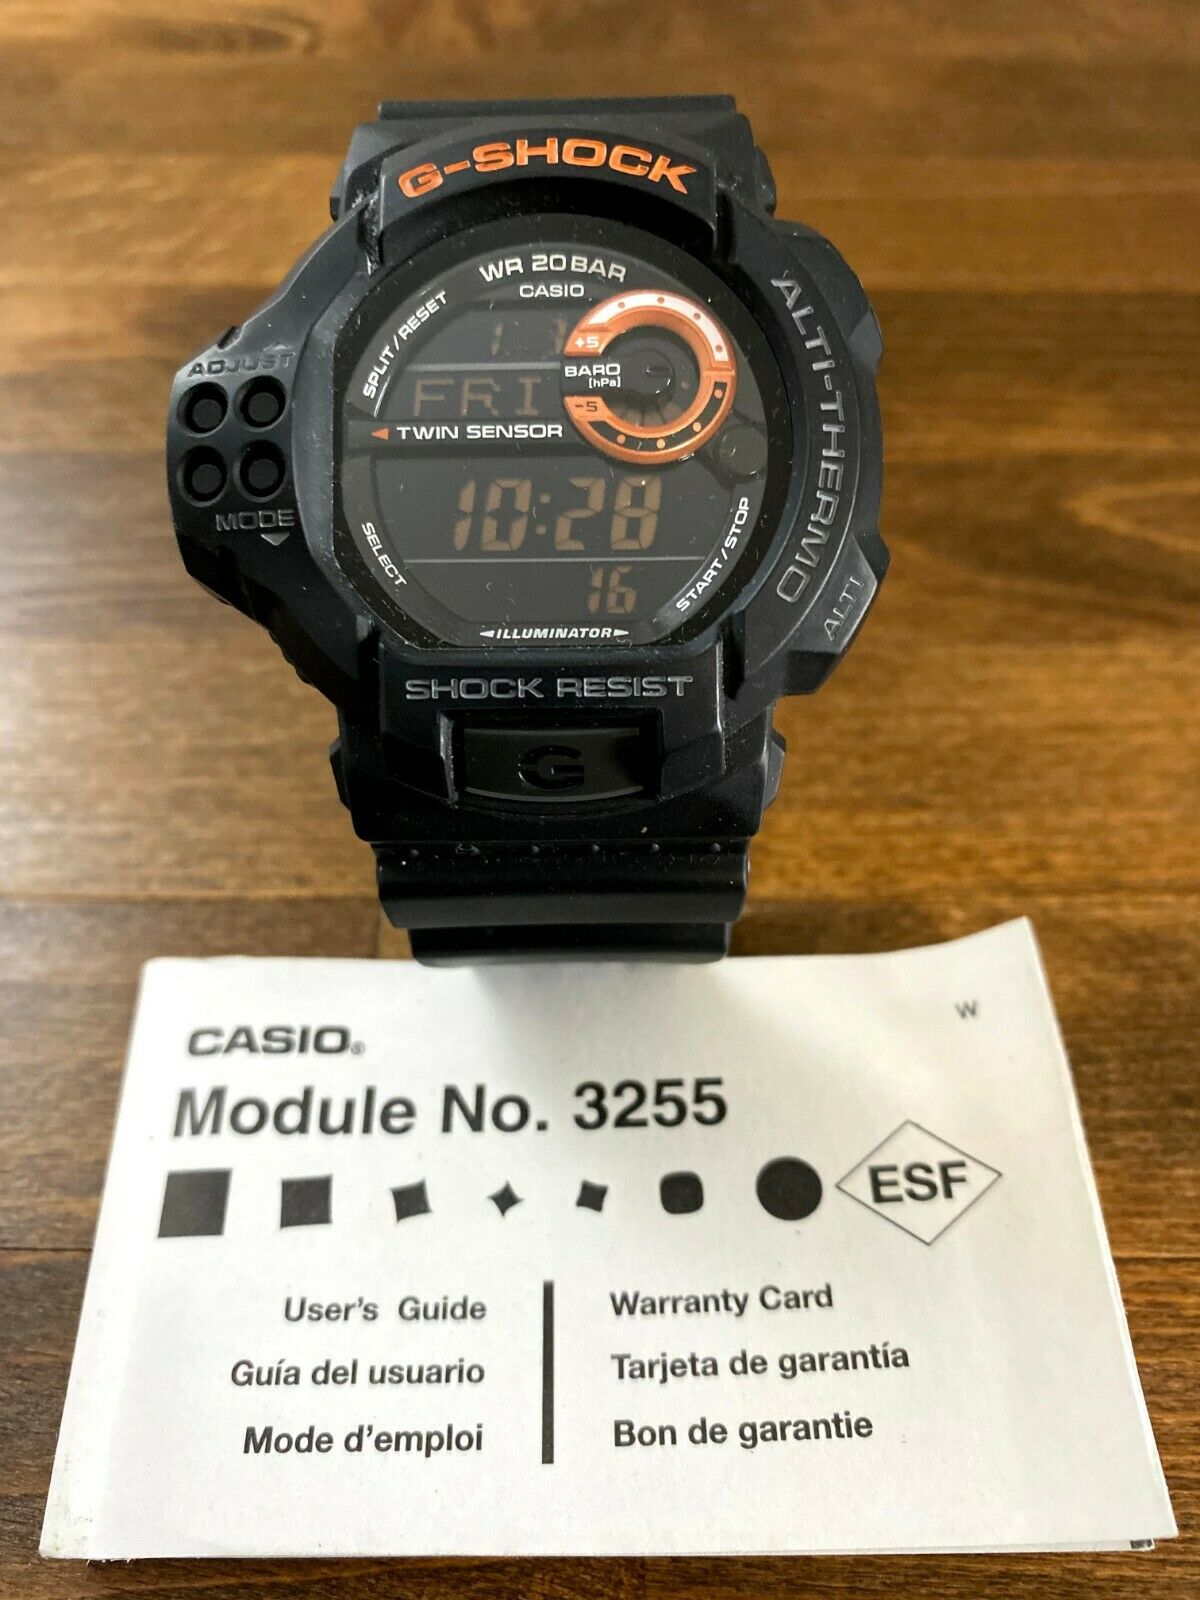 G-SHOCK
WR 20 BAR
CASIO
SPLIT/RESET
ADJUST
+5
BARO
[hPa]
-5
FRI
TWIN SENSOR
ALTI-THERMO
10:28
MODE
SELECT
START/STOP
16
ALTI
ILLUMINATOR
SHOCK RESIST
G
W
CASIO®
Module No. 3255
ESF
User's Guide
Guía del usuario
Mode d'emploi
Warranty Card
Tarjeta de garantía
Bon de garantie